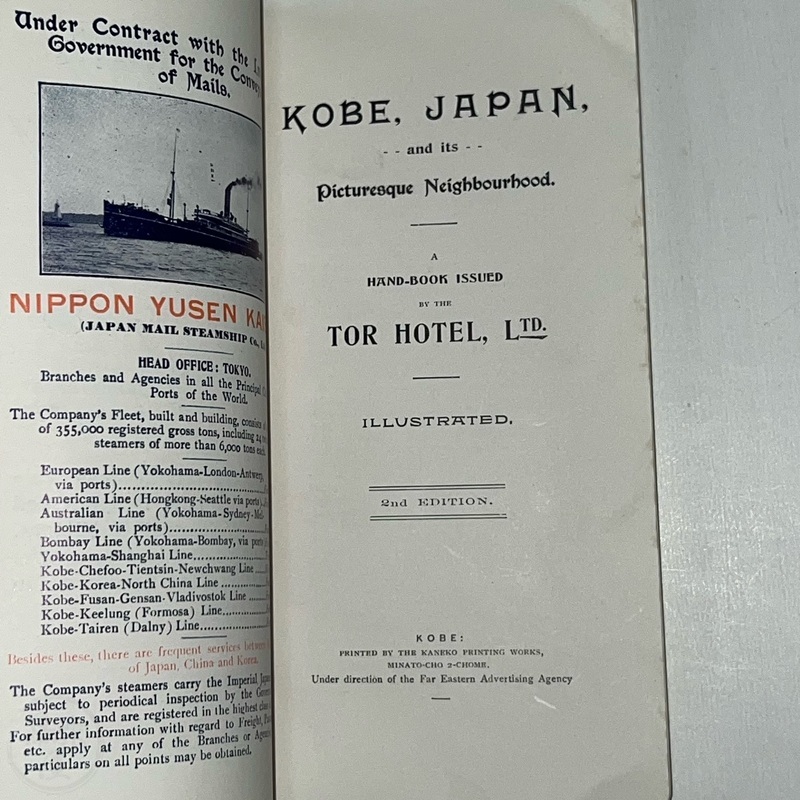 Under Contract with the
Government for the
of Mails.
NIPPON YUSEN
(JAPAN MAIL STEAMSHIP Co.,
HEAD OFFICE: TOKYO.
Branches and Agencies in all the Principal
Ports of the World.
The Company's Fleet, built and building,
of 355,000 registered gross tons, including 24
steamers of more than 6,000 tons
European Line (Yokohama-London-Antwerp,
via ports)
American Line (Hongkong-Seattle via
Australian Line (Yokohama-Sydney-Mel-
bourne, via ports)
Bombay Line (Yokohama-Bombay, via
Yokohama-Shanghai Line
Kobe-Chefoo-Tientsin-Newchwang Line
Kobe-Korea-North China Line
Kobe-Fusan-Gensan-Vladivostok Line
Kobe-Keelung (Formosa) Line
Kobe-Tairen (Dalny) Line
Besides these, there are frequent services
of Japan, China and Korea.
The Company's steamers carry the Imperial
subject to periodical inspection by the
Surveyors, and are registered in the highest
For further information with regard to Freight,
etc. apply at any of the Branches or
particulars on all points may be obtained.
KOBE, JAPAN,
- - and its - -
Picturesque Neighbourhood.
A
HAND-BOOK ISSUED
BY THE
TOR HOTEL, LTD.
ILLUSTRATED.
2nd EDITION.
KOBE:
PRINTED BY THE KANEKO PRINTING WORKS,
MINATO-CHO 2-CHOME.
Under direction of the Far Eastern Advertising Agency